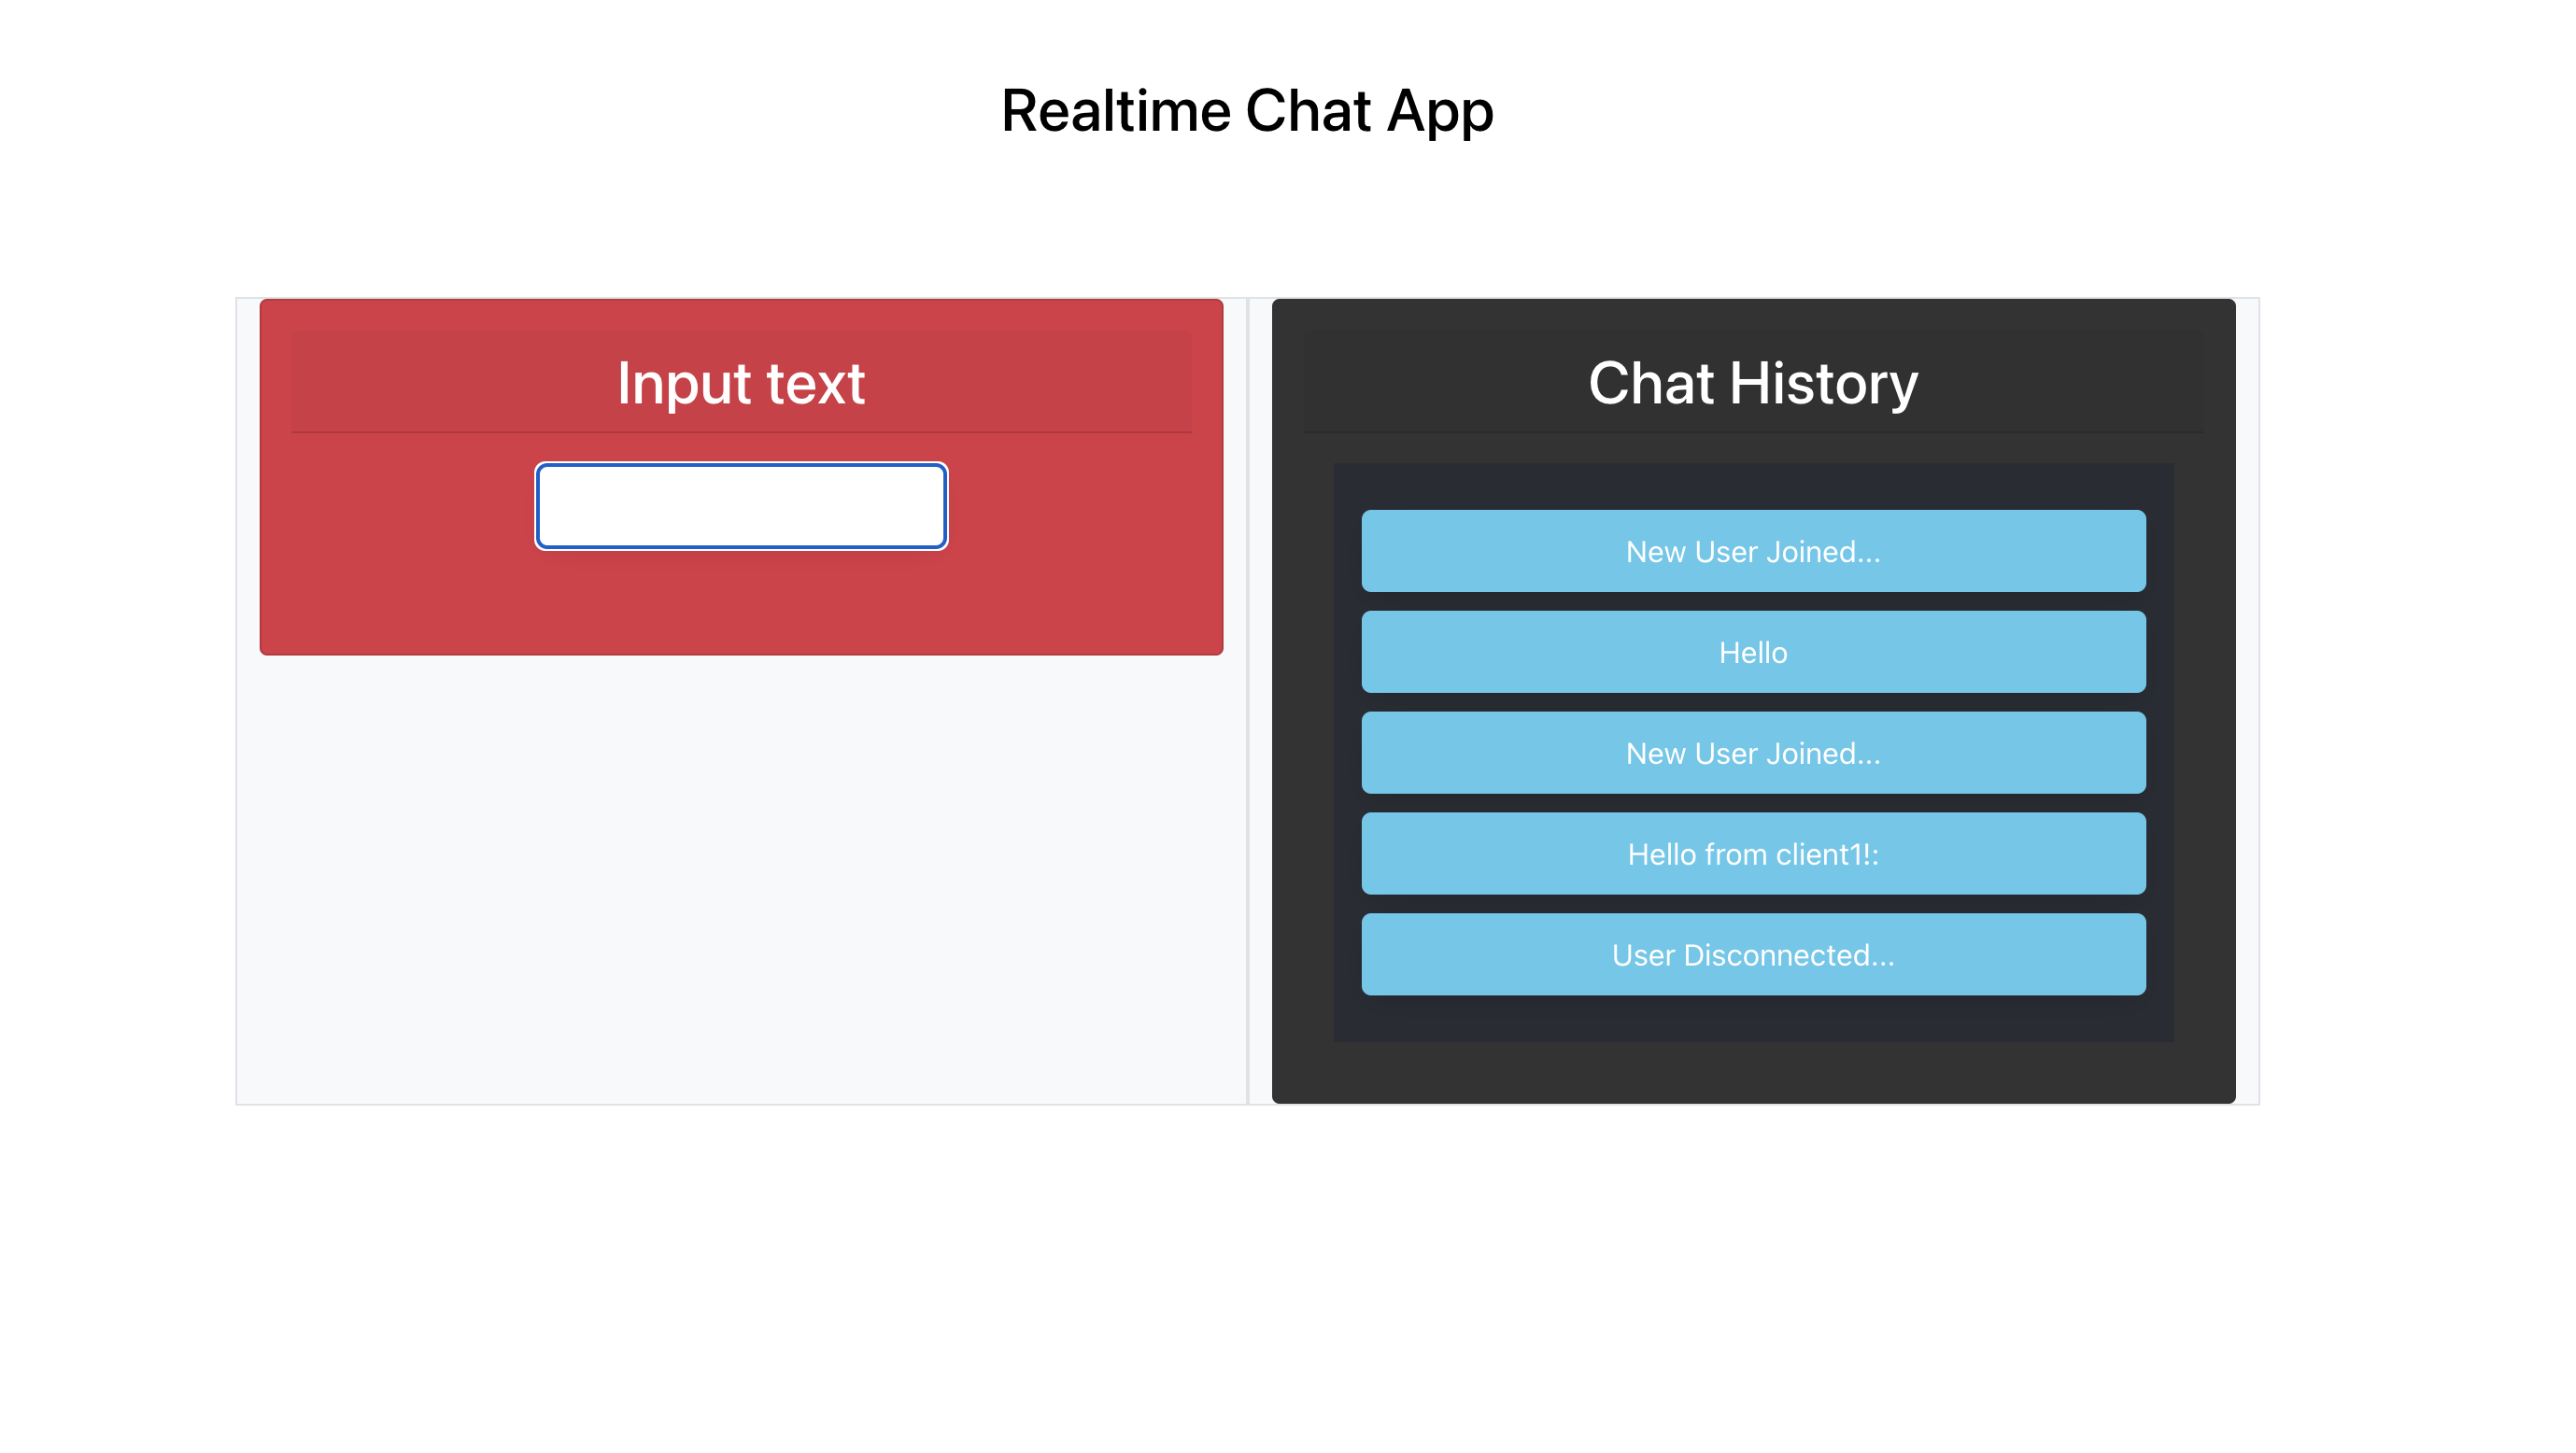 Realtime Chat App
Input text
Chat History
New User Joined...
Hello
New User Joined...
Hello from client1!:
User Disconnected...